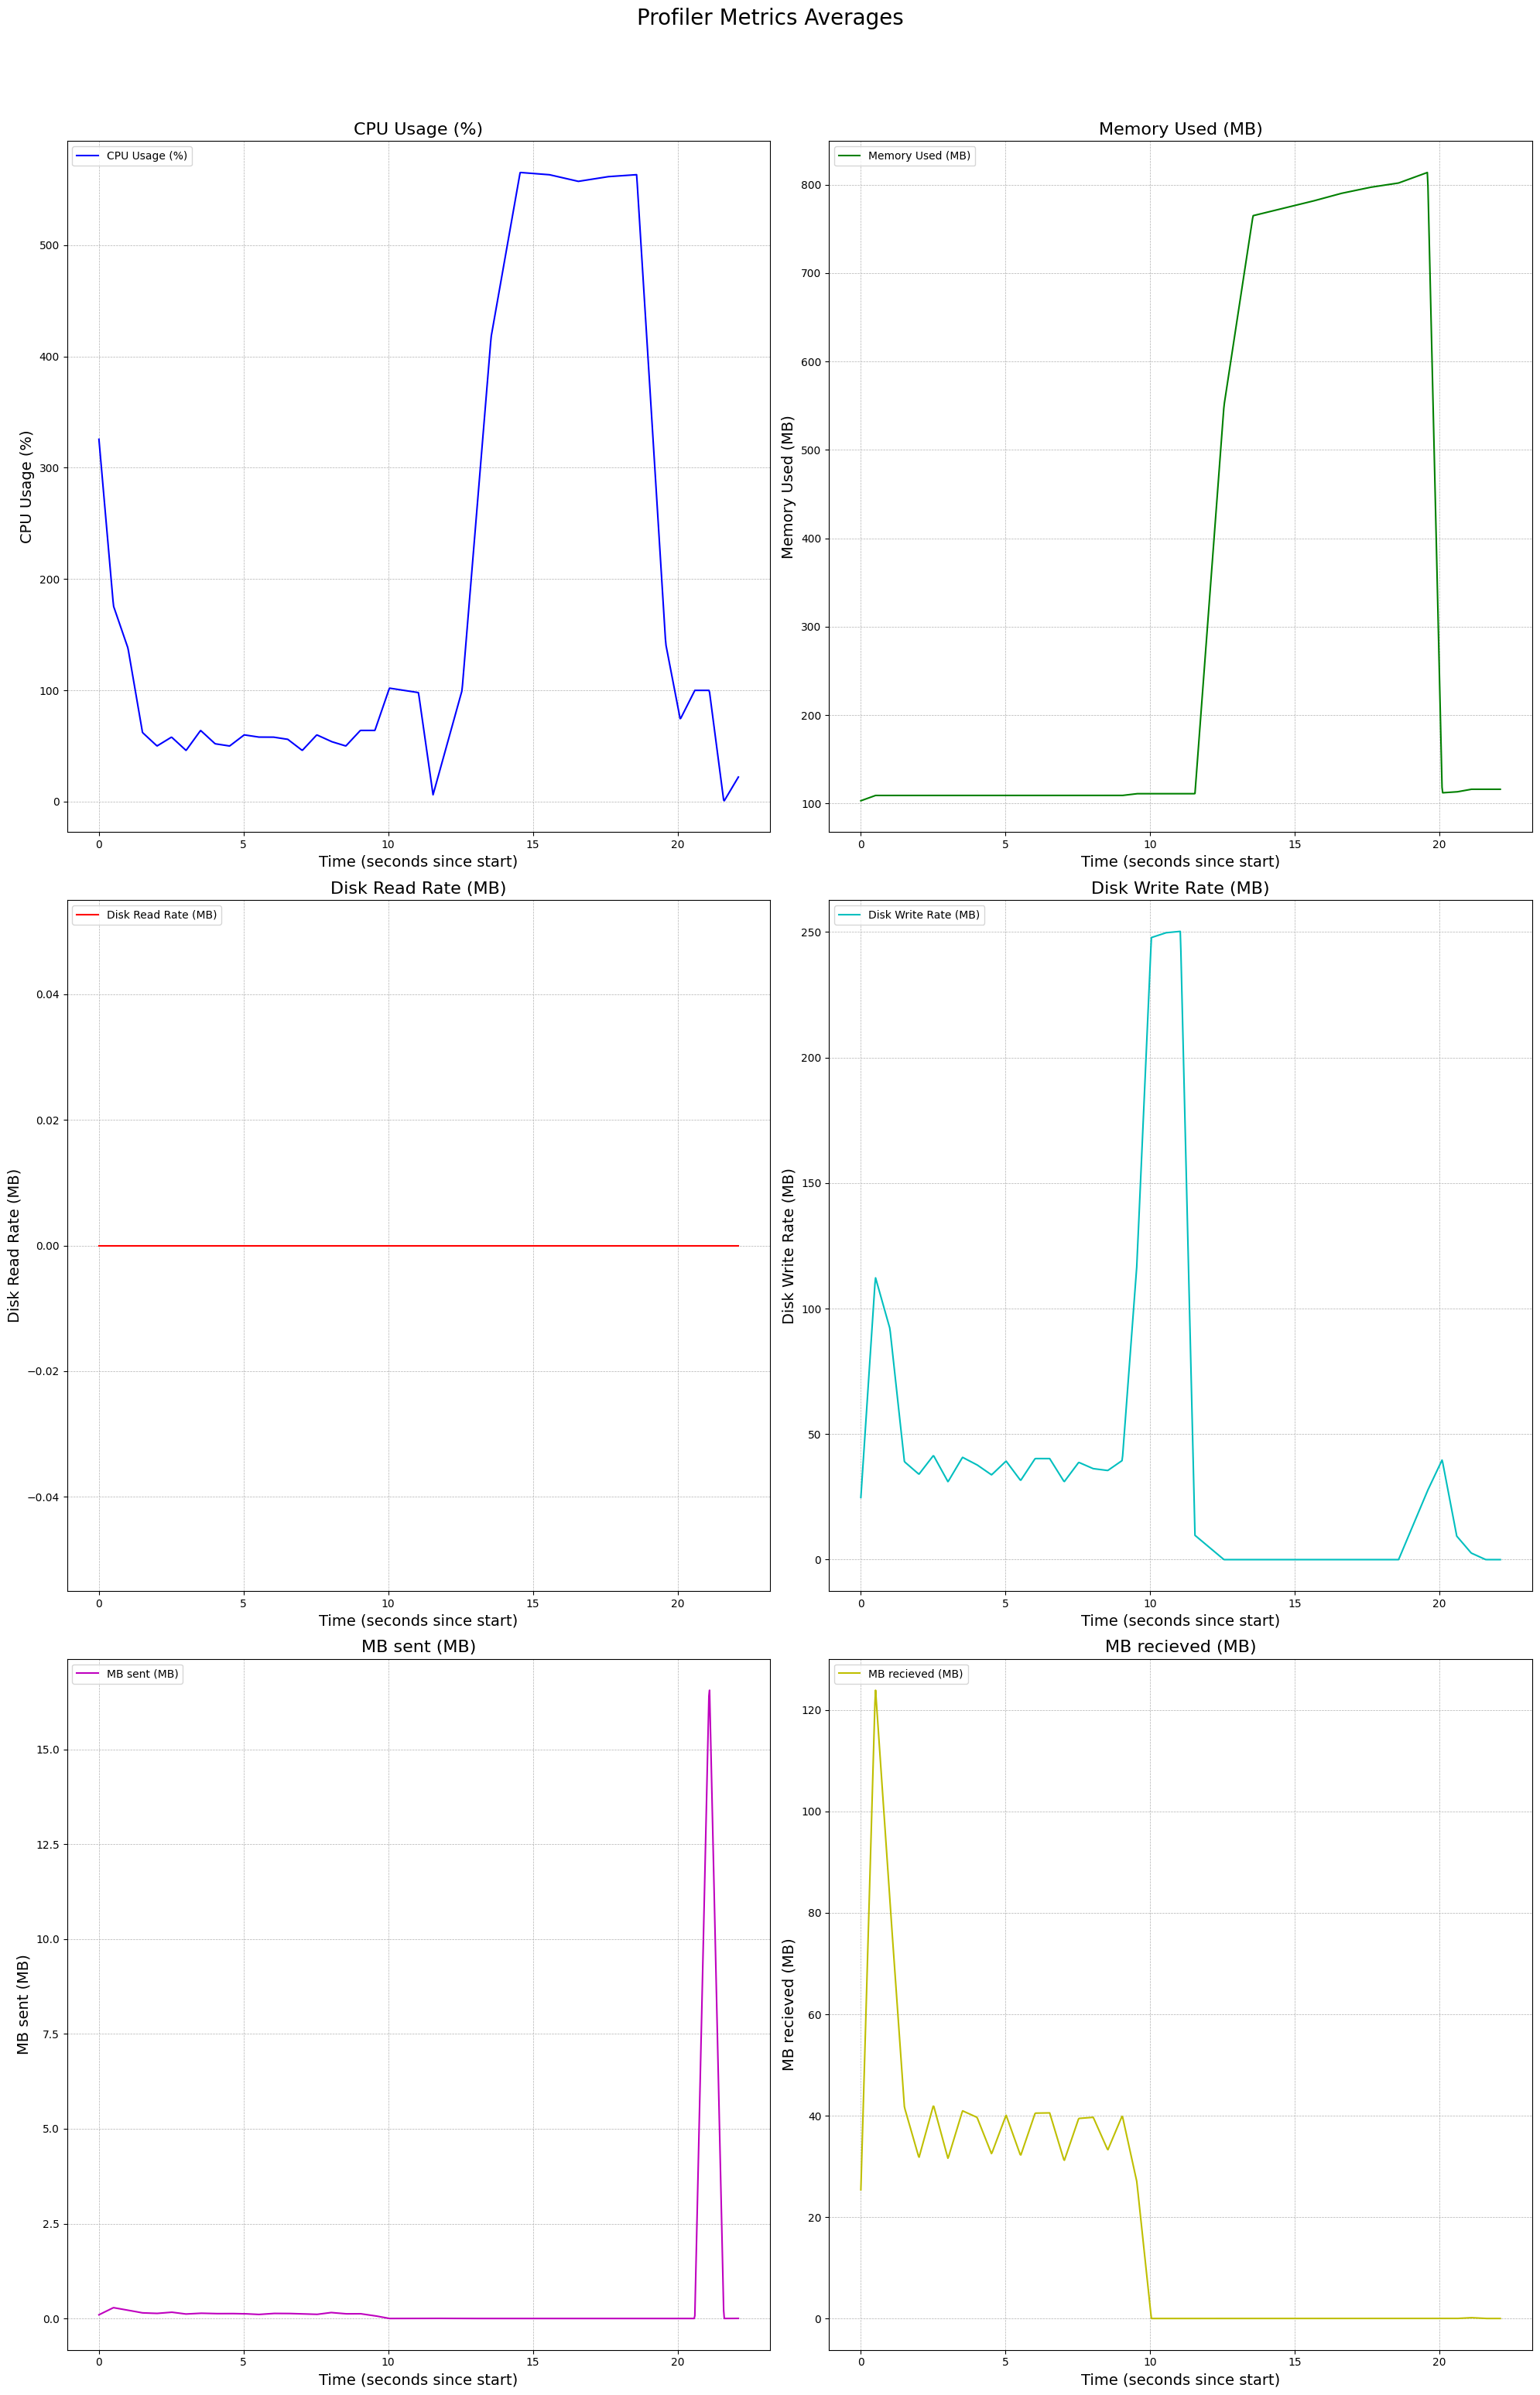 Profiler Metrics Averages
CPU Usage (%)
CPU Usage (%)
CPU Usage (%)
500
400
300
200
100
0
0 5 10 15 20
Time (seconds since start)
Memory Used (MB)
Memory Used (MB)
Memory Used (MB)
800
700
600
500
400
300
200
100
0 5 10 15 20
Time (seconds since start)
Disk Read Rate (MB)
Disk Read Rate (MB)
Disk Read Rate (MB)
0.04
0.02
0.00
−0.02
−0.04
0 5 10 15 20
Time (seconds since start)
Disk Write Rate (MB)
Disk Write Rate (MB)
Disk Write Rate (MB)
250
200
150
100
50
0
0 5 10 15 20
Time (seconds since start)
MB sent (MB)
MB sent (MB)
MB sent (MB)
15.0
12.5
10.0
7.5
5.0
2.5
0.0
0 5 10 15 20
Time (seconds since start)
MB recieved (MB)
MB recieved (MB)
MB recieved (MB)
120
100
80
60
40
20
0
0 5 10 15 20
Time (seconds since start)